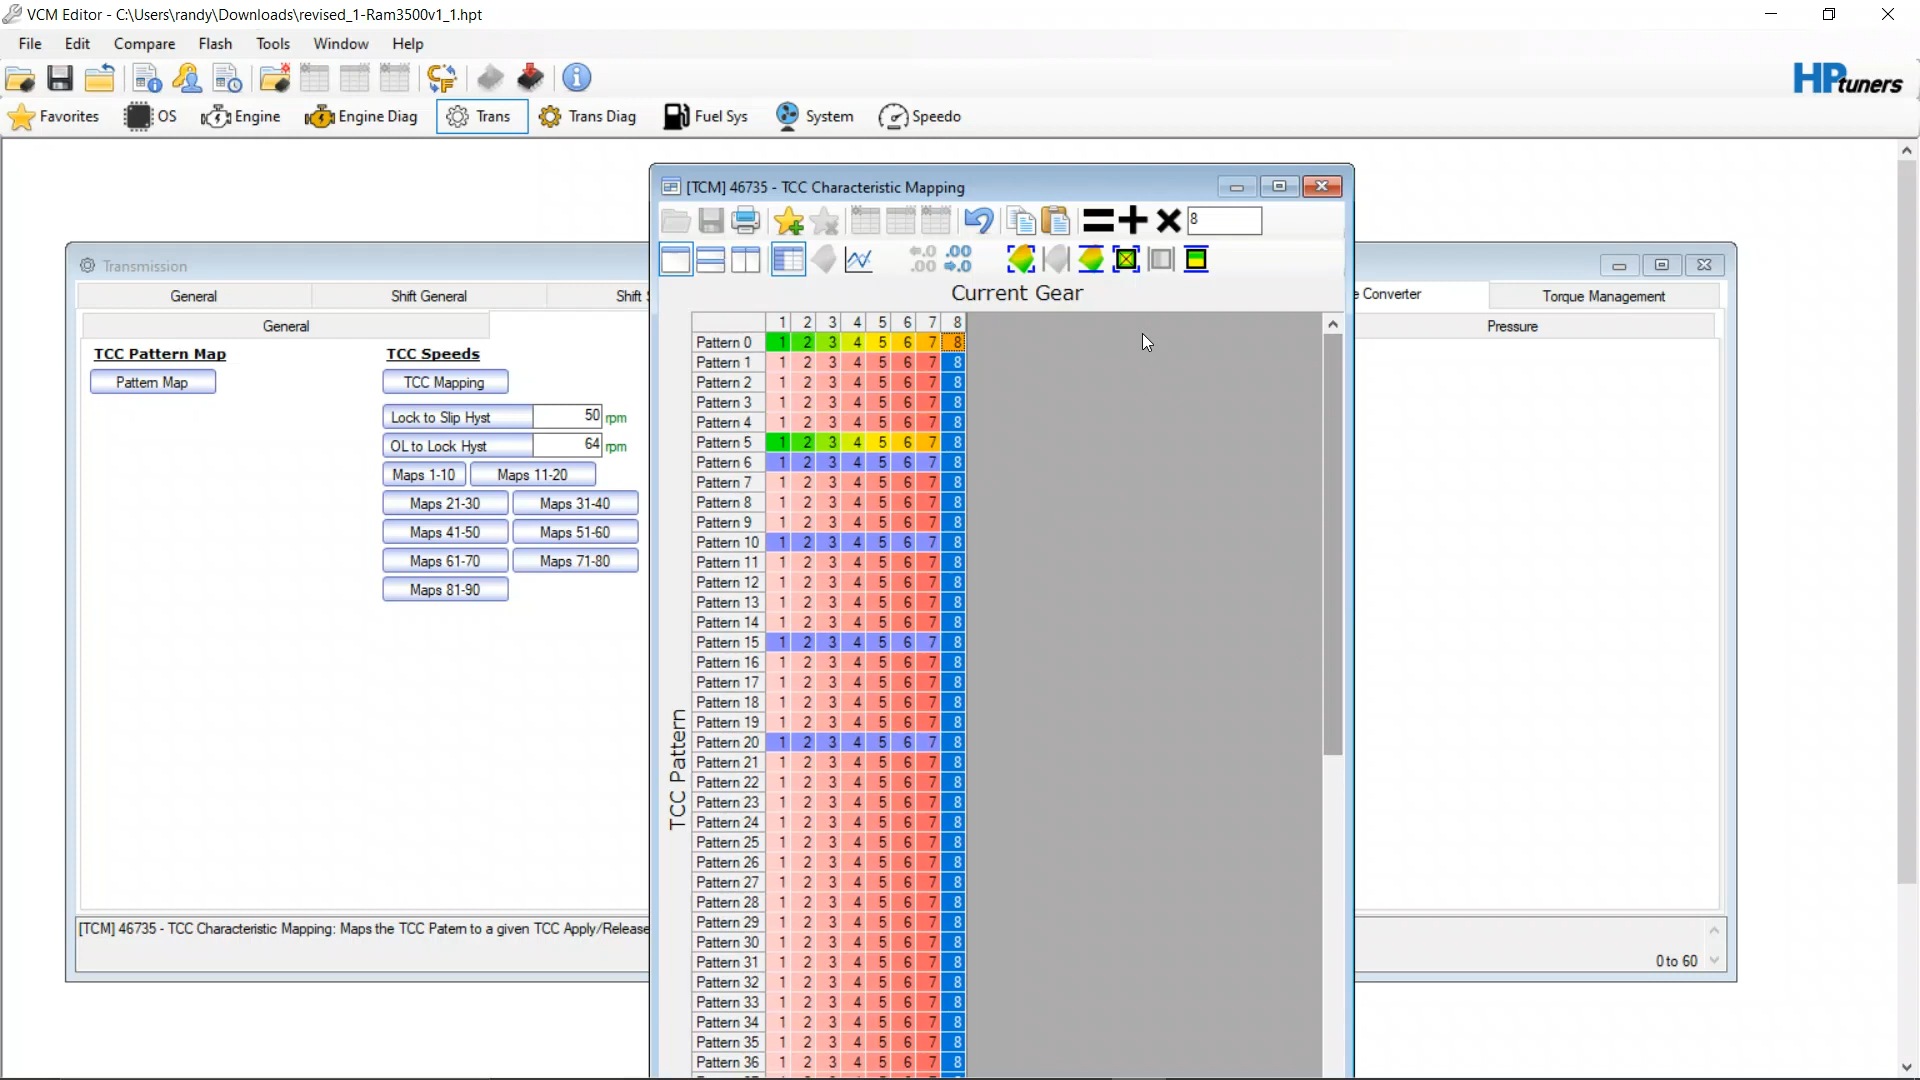 VCM Editor - C:\Users\randy\Downloads\revised_1-Ram3500v1_1.hpt
File Edit Compare Flash Tools Window Help
HPtuners
Favorites OS Engine Engine Diag Trans Trans Diag Fuel Sys System Speedo
[TCM] 46735 - TCC Characteristic Mapping
8
.0 .00 .00 .0
Current Gear
Transmission
General Shift General Shift S e Converter Torque Management
General Pressure
TCC Pattern Map TCC Speeds
Pattern Map TCC Mapping
Lock to Slip Hyst 50 rpm
OL to Lock Hyst 64 rpm
Maps 1-10 Maps 11-20
Maps 21-30 Maps 31-40
Maps 41-50 Maps 51-60
Maps 61-70 Maps 71-80
Maps 81-90
TCC Pattern
1 2 3 4 5 6 7 8
Pattern 0 1 2 3 4 5 6 7 8
Pattern 1 1 2 3 4 5 6 7 8
Pattern 2 1 2 3 4 5 6 7 8
Pattern 3 1 2 3 4 5 6 7 8
Pattern 4 1 2 3 4 5 6 7 8
Pattern 5 1 2 3 4 5 6 7 8
Pattern 6 1 2 3 4 5 6 7 8
Pattern 7 1 2 3 4 5 6 7 8
Pattern 8 1 2 3 4 5 6 7 8
Pattern 9 1 2 3 4 5 6 7 8
Pattern 10 1 2 3 4 5 6 7 8
Pattern 11 1 2 3 4 5 6 7 8
Pattern 12 1 2 3 4 5 6 7 8
Pattern 13 1 2 3 4 5 6 7 8
Pattern 14 1 2 3 4 5 6 7 8
Pattern 15 1 2 3 4 5 6 7 8
Pattern 16 1 2 3 4 5 6 7 8
Pattern 17 1 2 3 4 5 6 7 8
Pattern 18 1 2 3 4 5 6 7 8
Pattern 19 1 2 3 4 5 6 7 8
Pattern 20 1 2 3 4 5 6 7 8
Pattern 21 1 2 3 4 5 6 7 8
Pattern 22 1 2 3 4 5 6 7 8
Pattern 23 1 2 3 4 5 6 7 8
Pattern 24 1 2 3 4 5 6 7 8
Pattern 25 1 2 3 4 5 6 7 8
Pattern 26 1 2 3 4 5 6 7 8
Pattern 27 1 2 3 4 5 6 7 8
Pattern 28 1 2 3 4 5 6 7 8
Pattern 29 1 2 3 4 5 6 7 8
Pattern 30 1 2 3 4 5 6 7 8
Pattern 31 1 2 3 4 5 6 7 8
Pattern 32 1 2 3 4 5 6 7 8
Pattern 33 1 2 3 4 5 6 7 8
Pattern 34 1 2 3 4 5 6 7 8
Pattern 35 1 2 3 4 5 6 7 8
Pattern 36 1 2 3 4 5 6 7 8
[TCM] 46735 - TCC Characteristic Mapping: Maps the TCC Patern to a given TCC Apply/Release
0 to 60